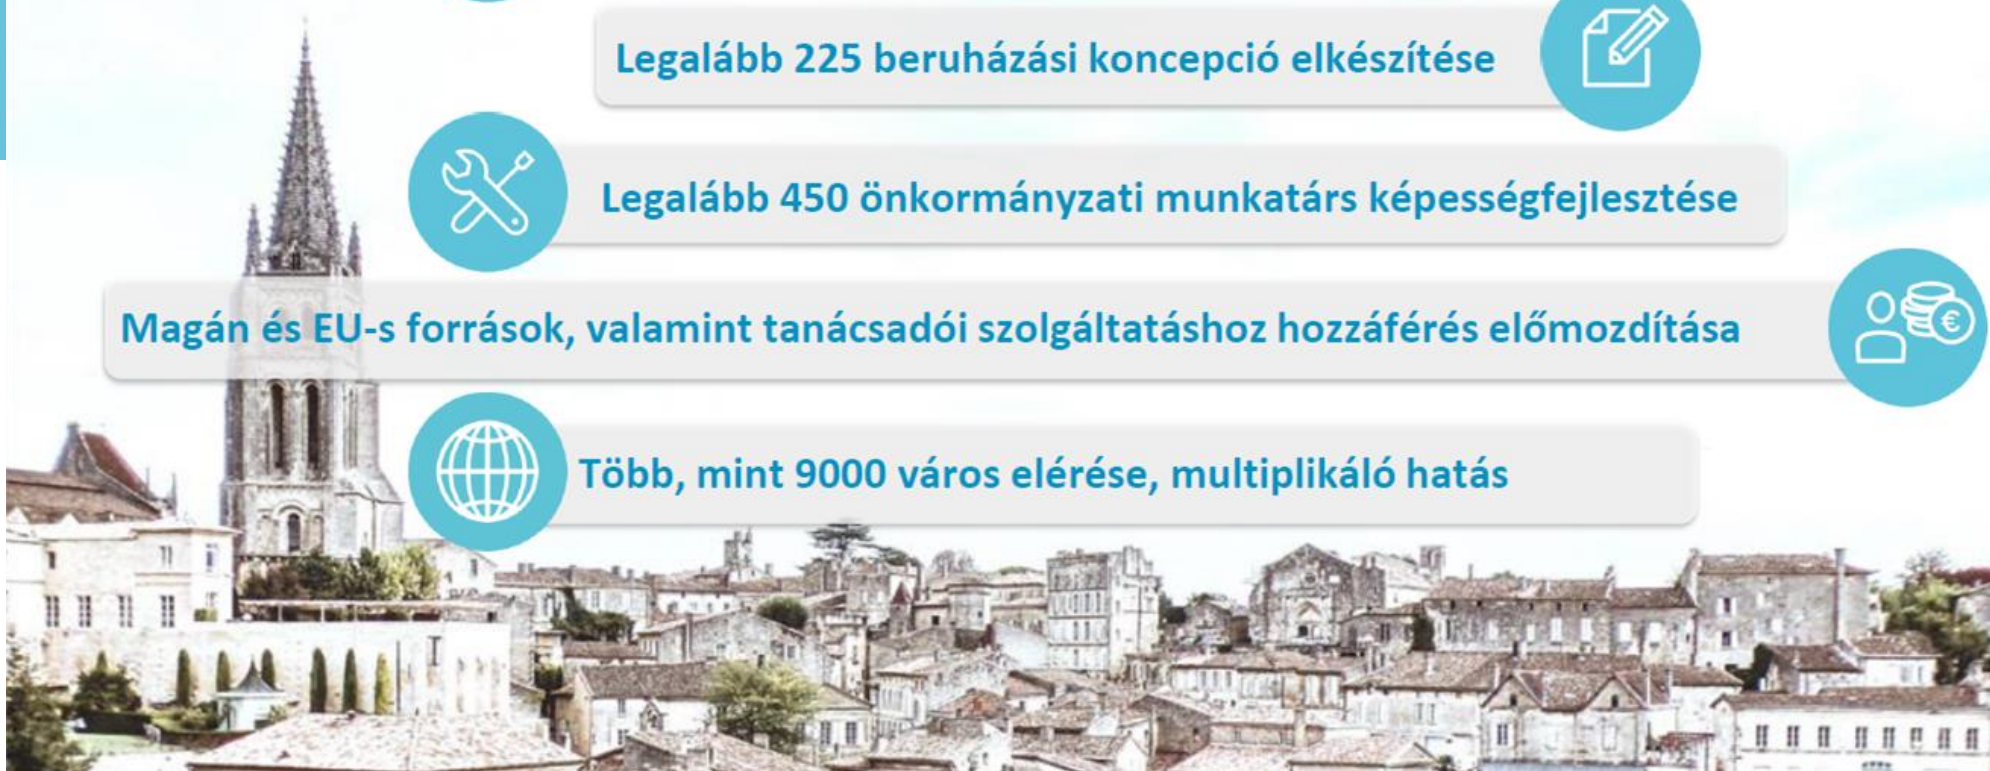 Legalább 225 beruházási koncepció elkészítése
Legalább 450 önkormányzati munkatárs képességfejlesztése
Magán és EU-s források, valamint tanácsadói szolgáltatáshoz hozzáférés előmozdítása
Több, mint 9000 város elérése, multiplikáló hatás